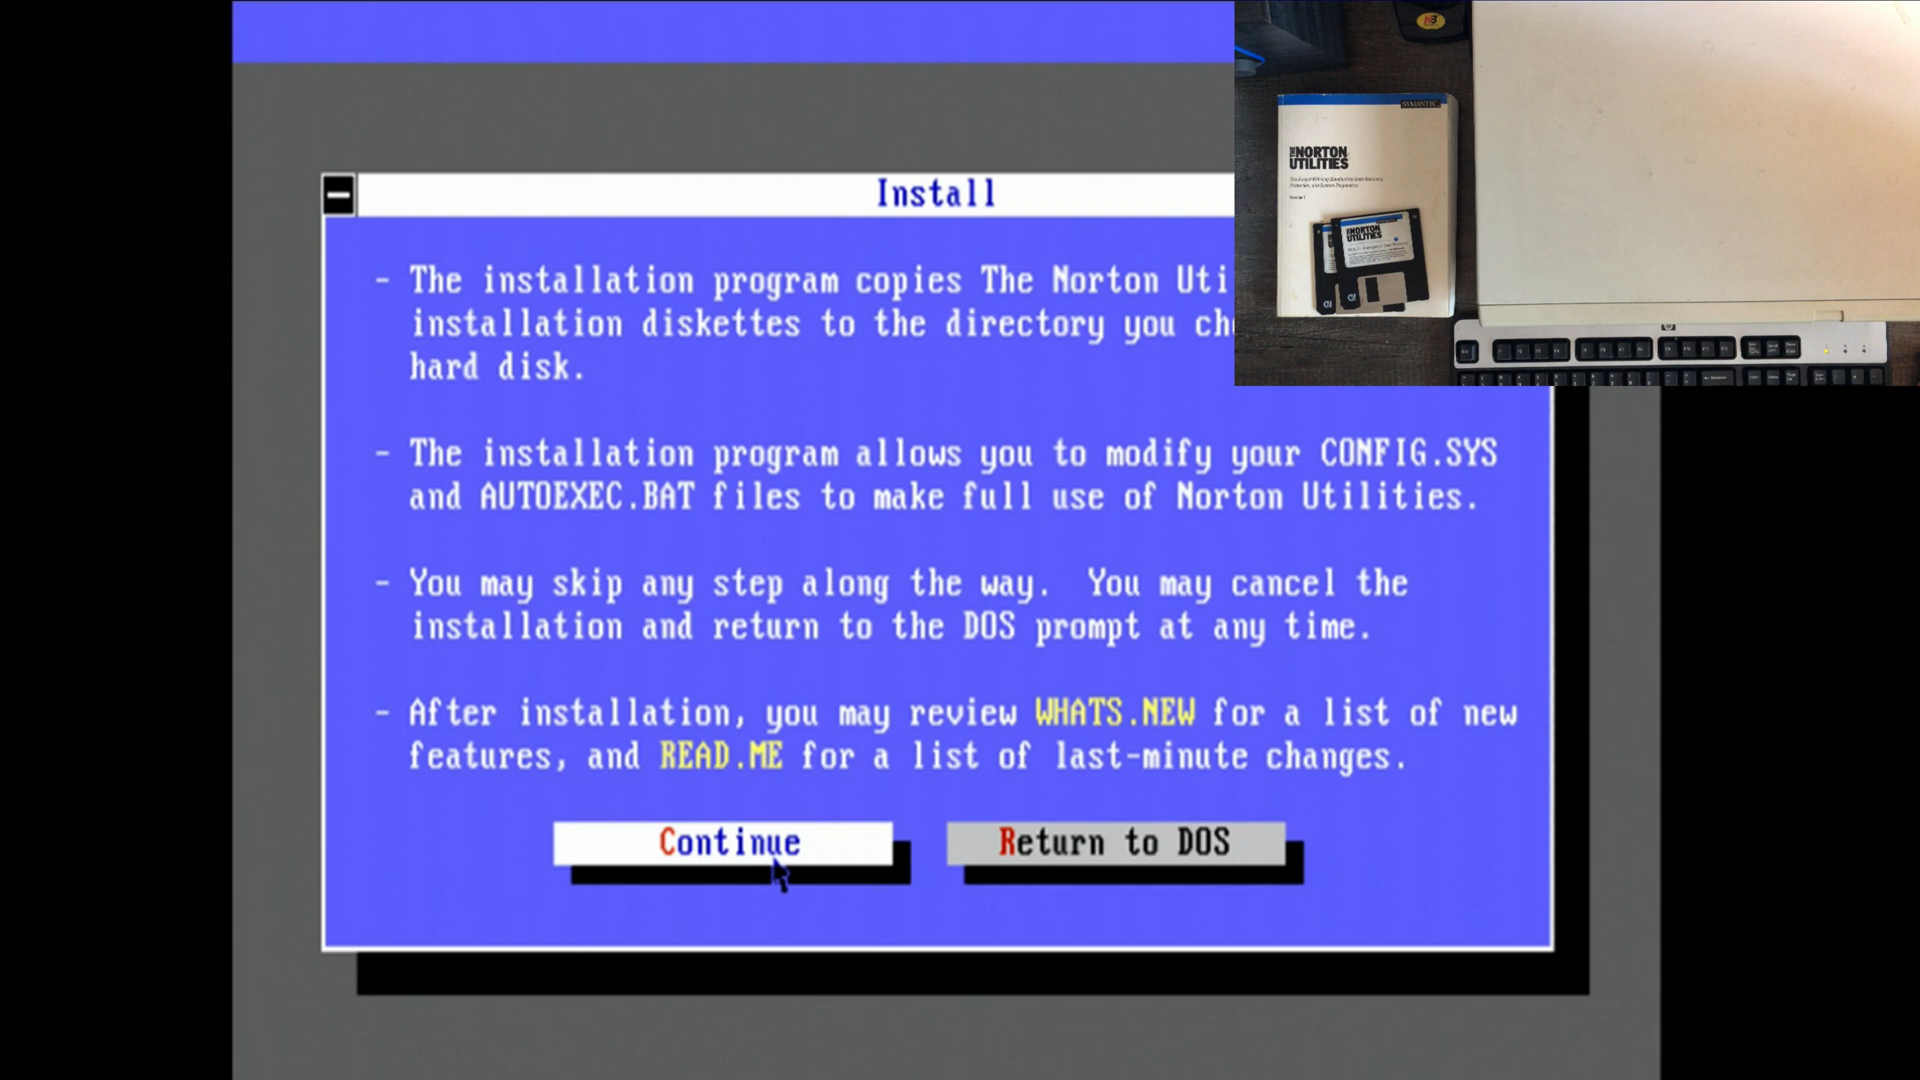 Install
- The installation program copies The Norton Uti
installation diskettes to the directory you ch
hard disk.
- The installation program allows you to modify your CONFIG.SYS
and AUTOEXEC.BAT files to make full use of Norton Utilities.
- You may skip any step along the way. You may cancel the
installation and return to the DOS prompt at any time.
- After installation, you may review WHATS.NEW for a list of new
features, and READ.ME for a list of last-minute changes.
Continue
Return to DOS
SYMANTEC
THE NORTON
UTILITIES
THE NORTON
UTILITIES